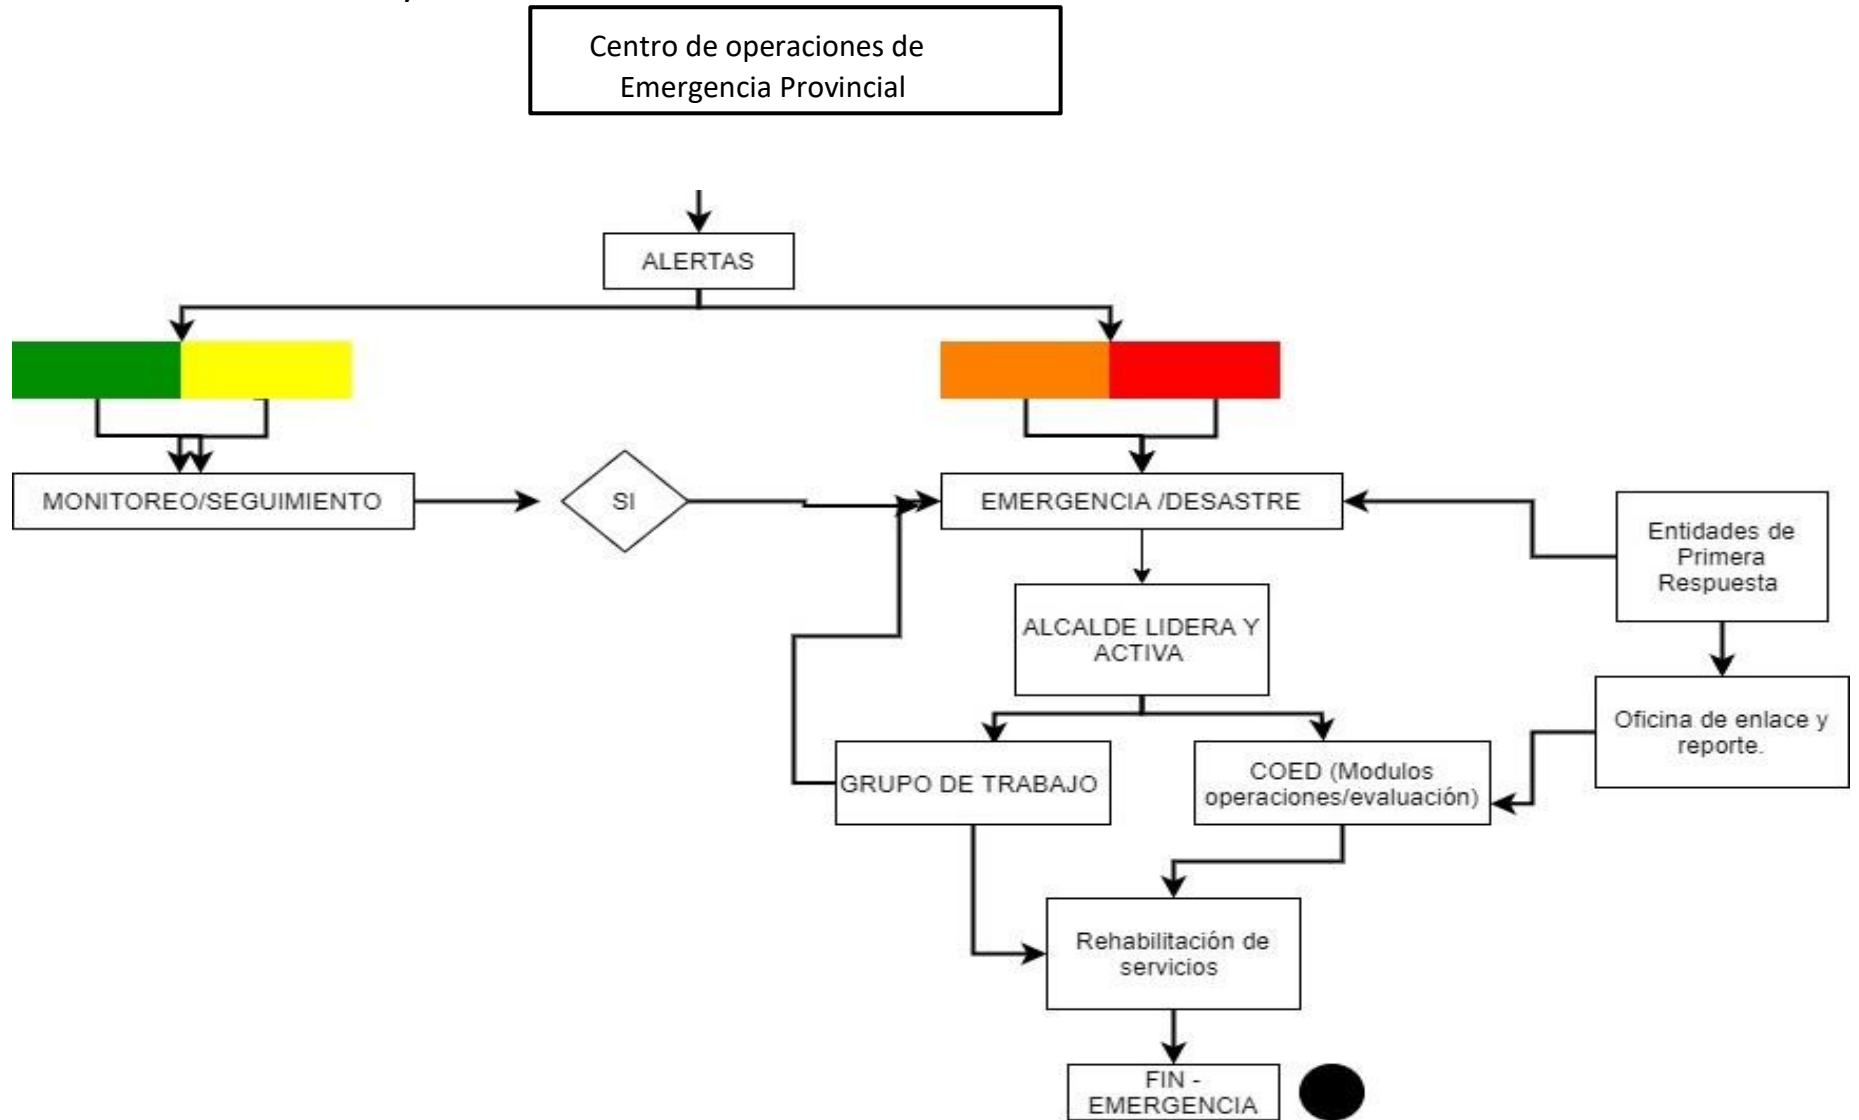 Centro de operaciones de
Emergencia Provincial
ALERTAS
MONITOREO/SEGUIMIENTO
SI
EMERGENCIA /DESASTRE
Entidades de
Primera
Respuesta
ALCALDE LIDERA Y
ACTIVA
Oficina de enlace y
reporte.
GRUPO DE TRABAJO
COED (Modulos
operaciones/evaluación)
Rehabilitación de
servicios
FIN -
EMERGENCIA